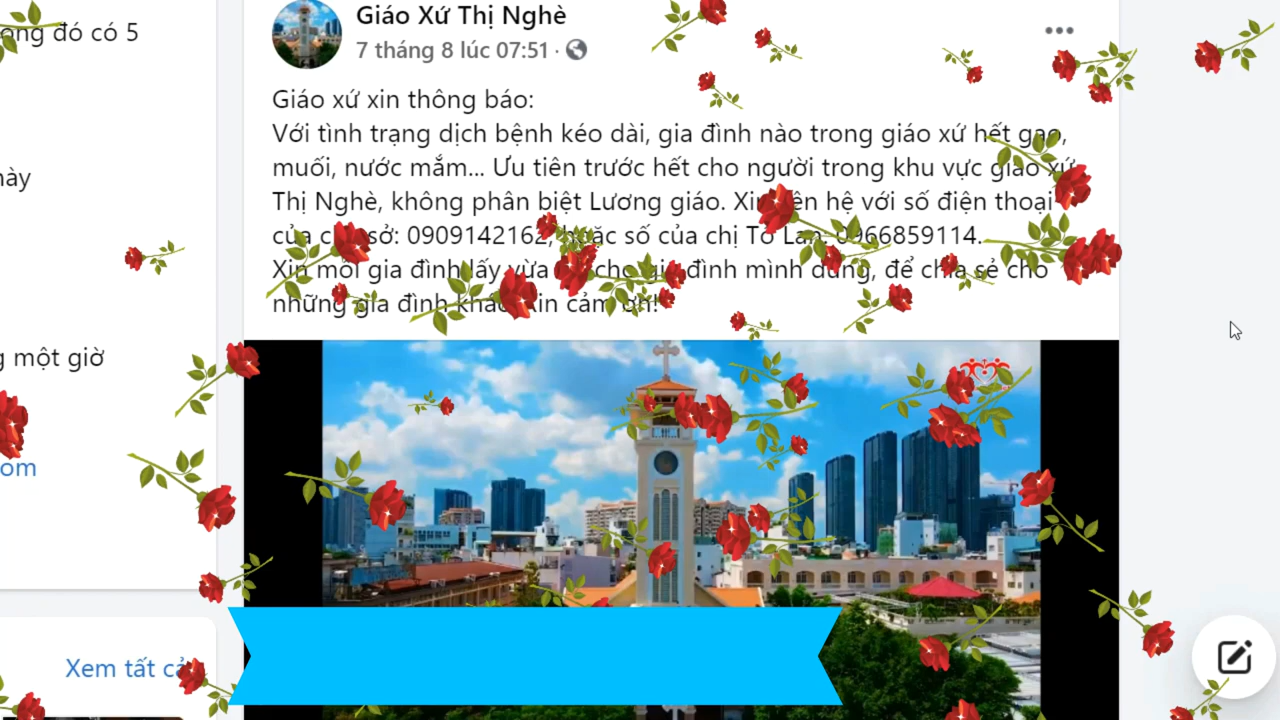 ong đó có 5
Giáo Xứ Thị Nghè
7 tháng 8 lúc 07:51 ·
Giáo xứ xin thông báo:
Với tình trạng dịch bệnh kéo dài, gia đình nào trong giáo xứ hết gạo,
muối, nước mắm... Ưu tiên trước hết cho người trong khu vực giáo xứ
này
Thị Nghè, không phân biệt Lương giáo. Xin liên hệ với số điện thoại
của sở: 0909142162, hoặc số của chị Tô Lan: 0966859114.
Xin mỗi gia đình lấy vừa cho gia đình mình dùng, để chia sẻ cho
những gia đình khác. Xin cảm ơn!
g một giờ
om
Xem tất cả